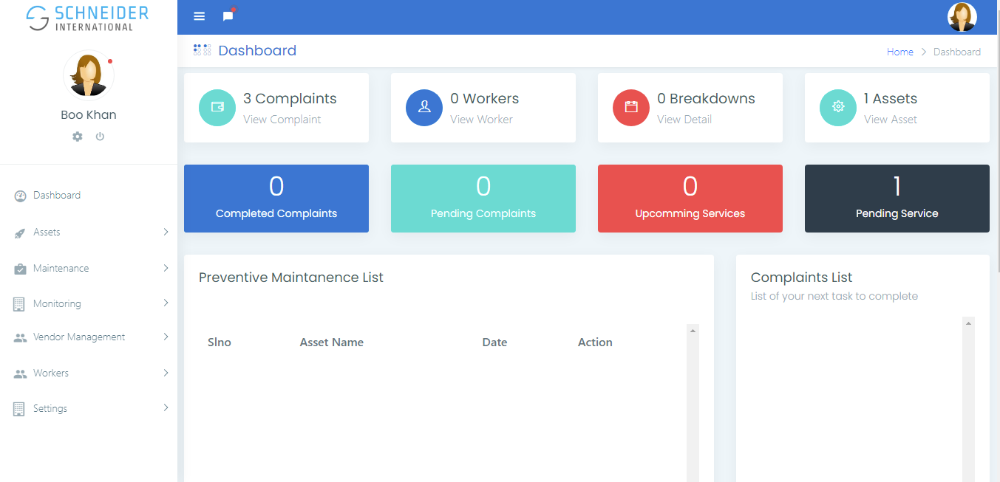 SCHNEIDER
INTERNATIONAL
Boo Khan
Dashboard
Assets
Maintenance
Monitoring
Vendor Management
Workers
Settings
Dashboard
Home > Dashboard
3 Complaints
View Complaint
0 Workers
View Worker
0 Breakdowns
View Detail
1 Assets
View Asset
0
Completed Complaints
0
Pending Complaints
0
Upcomming Services
1
Pending Service
Preventive Maintanence List
Slno Asset Name Date Action
Complaints List
List of your next task to complete